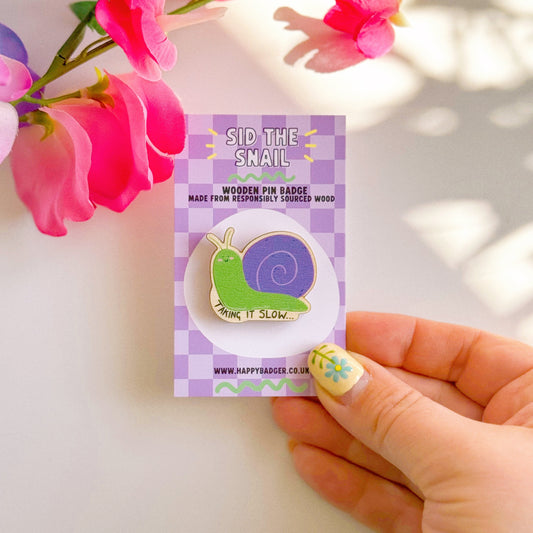 SID THE
SNAIL
WOODEN PIN BADGE
MADE FROM RESPONSIBLY SOURCED WOOD
TAKING IT SLOW...
WWW.HAPPYBADGER.CO.UK